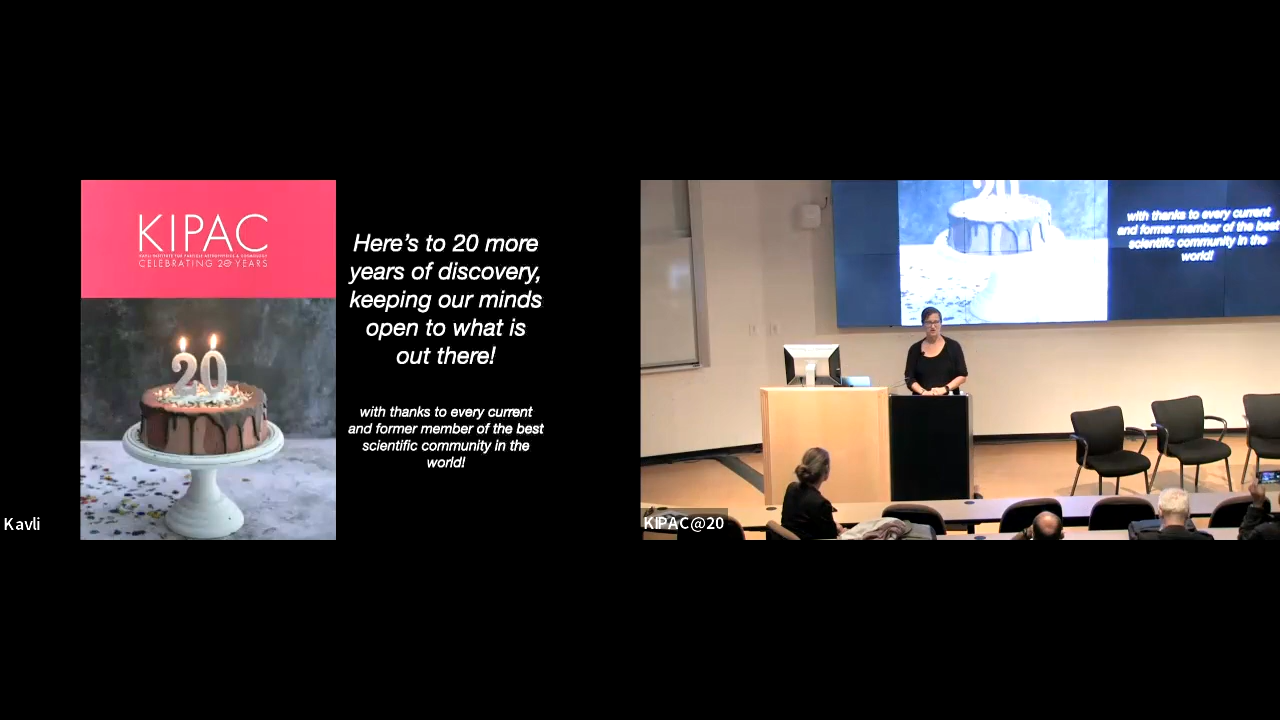 KIPAC
KAVLI INSTITUTE FOR PARTICLE ASTROPHYSICS & COSMOLOGY
CELEBRATING 20 YEARS
20
Here's to 20 more
years of discovery,
keeping our minds
open to what is
out there!
with thanks to every current
and former member of the best
scientific community in the
world!
Kavli
20
with thanks to every current
and former member of the best
scientific community in the
world!
KIPAC@20